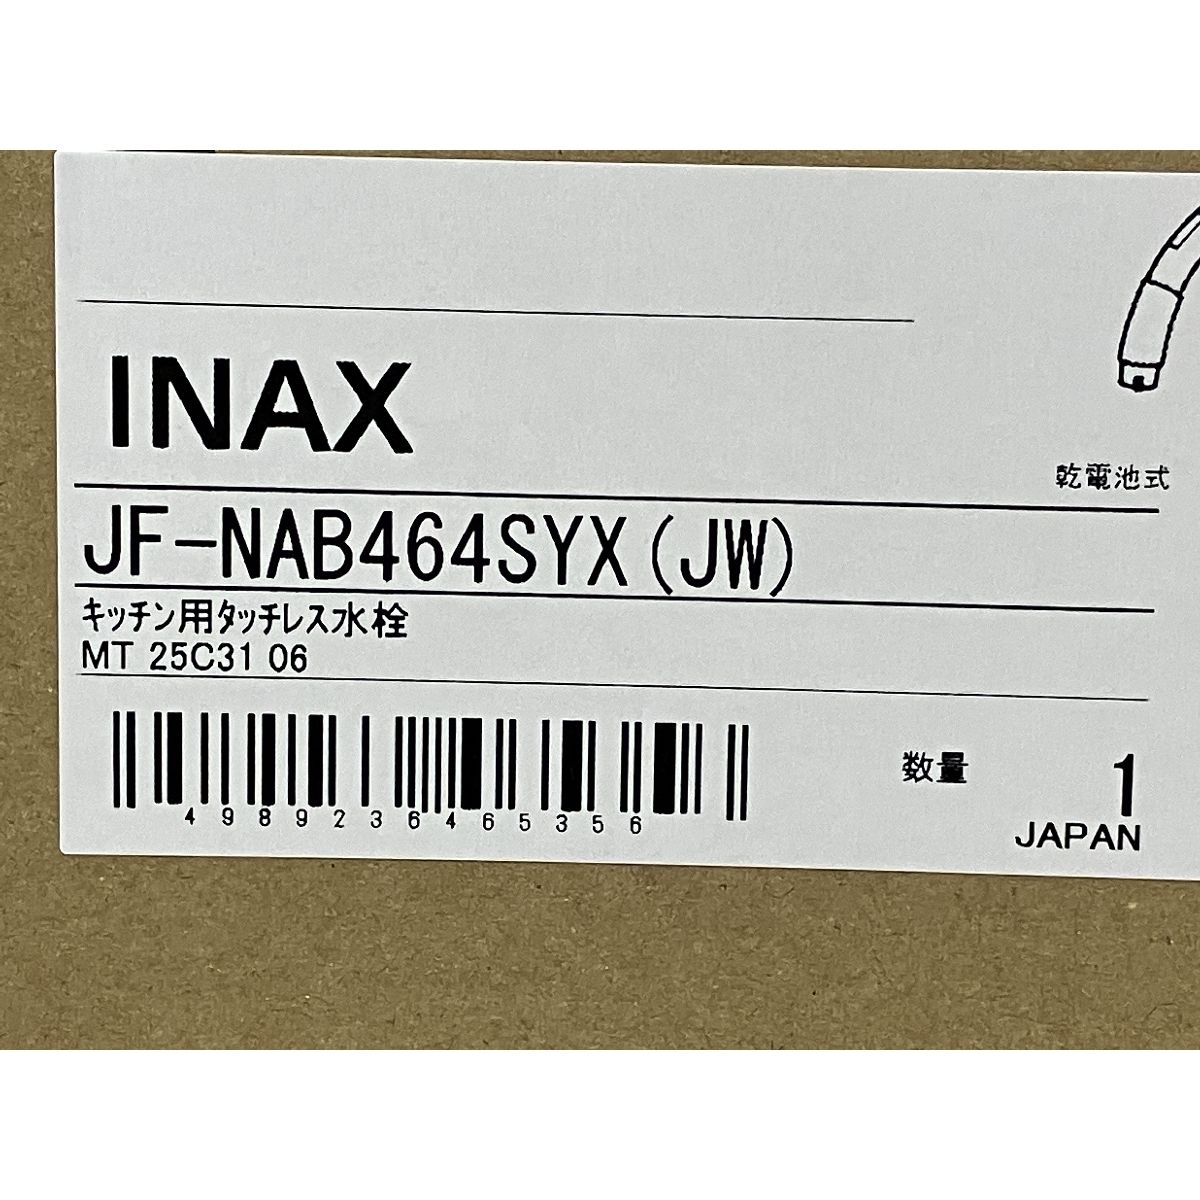 INAX
乾電池式
JF-NAB464SYX(JW)
キッチン用タッチレス水栓
MT 25C31 06
4989236465356
数量 1
JAPAN